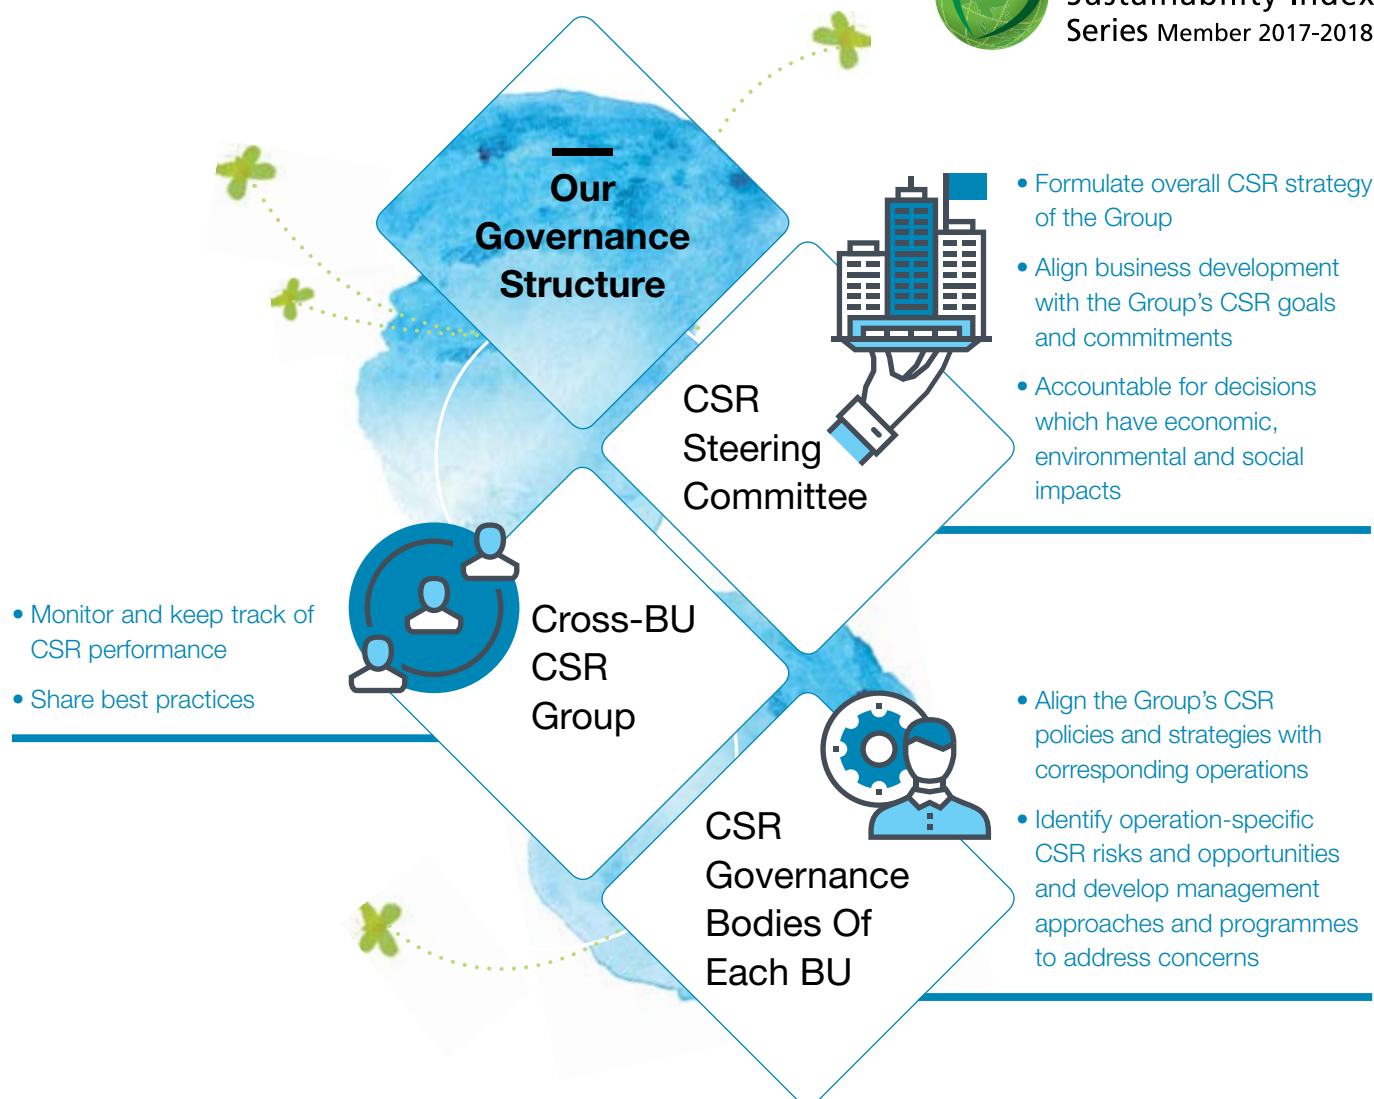 Series Member 2017-2018
Our
Governance
Structure
• Formulate overall CSR strategy
of the Group
• Align business development
with the Group’s CSR goals
and commitments
• Accountable for decisions
which have economic,
environmental and social
impacts
CSR
Steering
Committee
• Monitor and keep track of
CSR performance
• Share best practices
Cross-BU
CSR
Group
• Align the Group’s CSR
policies and strategies with
corresponding operations
• Identify operation-specific
CSR risks and opportunities
and develop management
approaches and programmes
to address concerns
CSR
Governance
Bodies Of
Each BU